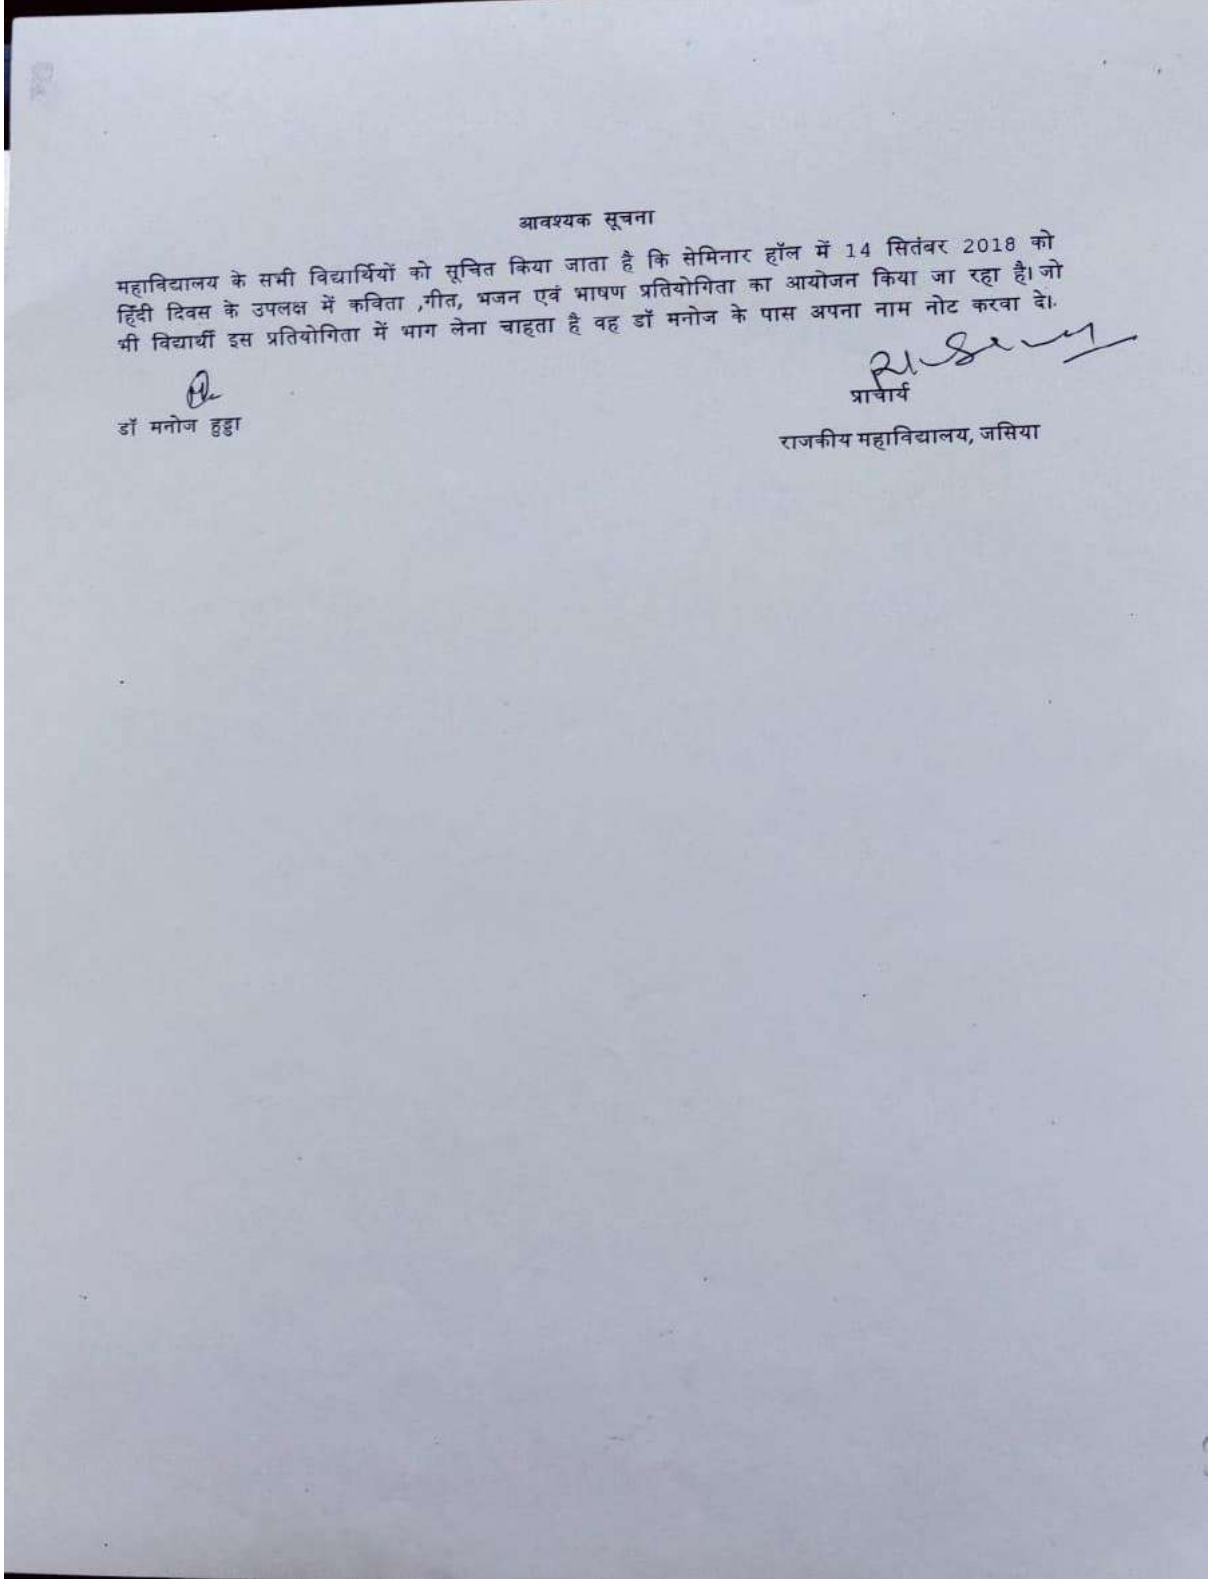 आवश्यक सूचना
महाविद्यालय के सभी विद्यार्थियों को सूचित किया जाता है कि सेमिनार हॉल में 14 सितंबर 2018 को
हिंदी दिवस के उपलक्ष में कविता ,गीत, भजन एवं भाषण प्रतियोगिता का आयोजन किया जा रहा है। जो
भी विद्यार्थी इस प्रतियोगिता में भाग लेना चाहता है वह डॉ मनोज के पास अपना नाम नोट करवा दे।.
प्राचार्य
डॉ मनोज हुड्डा
राजकीय महाविद्यालय, जसिया